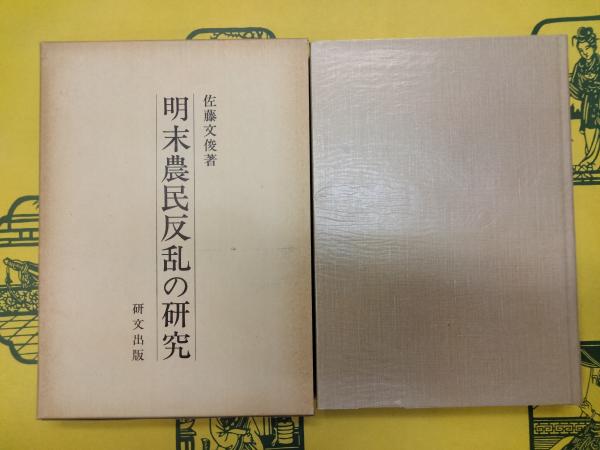 佐藤文俊著
明末農民反乱の研究
研文出版